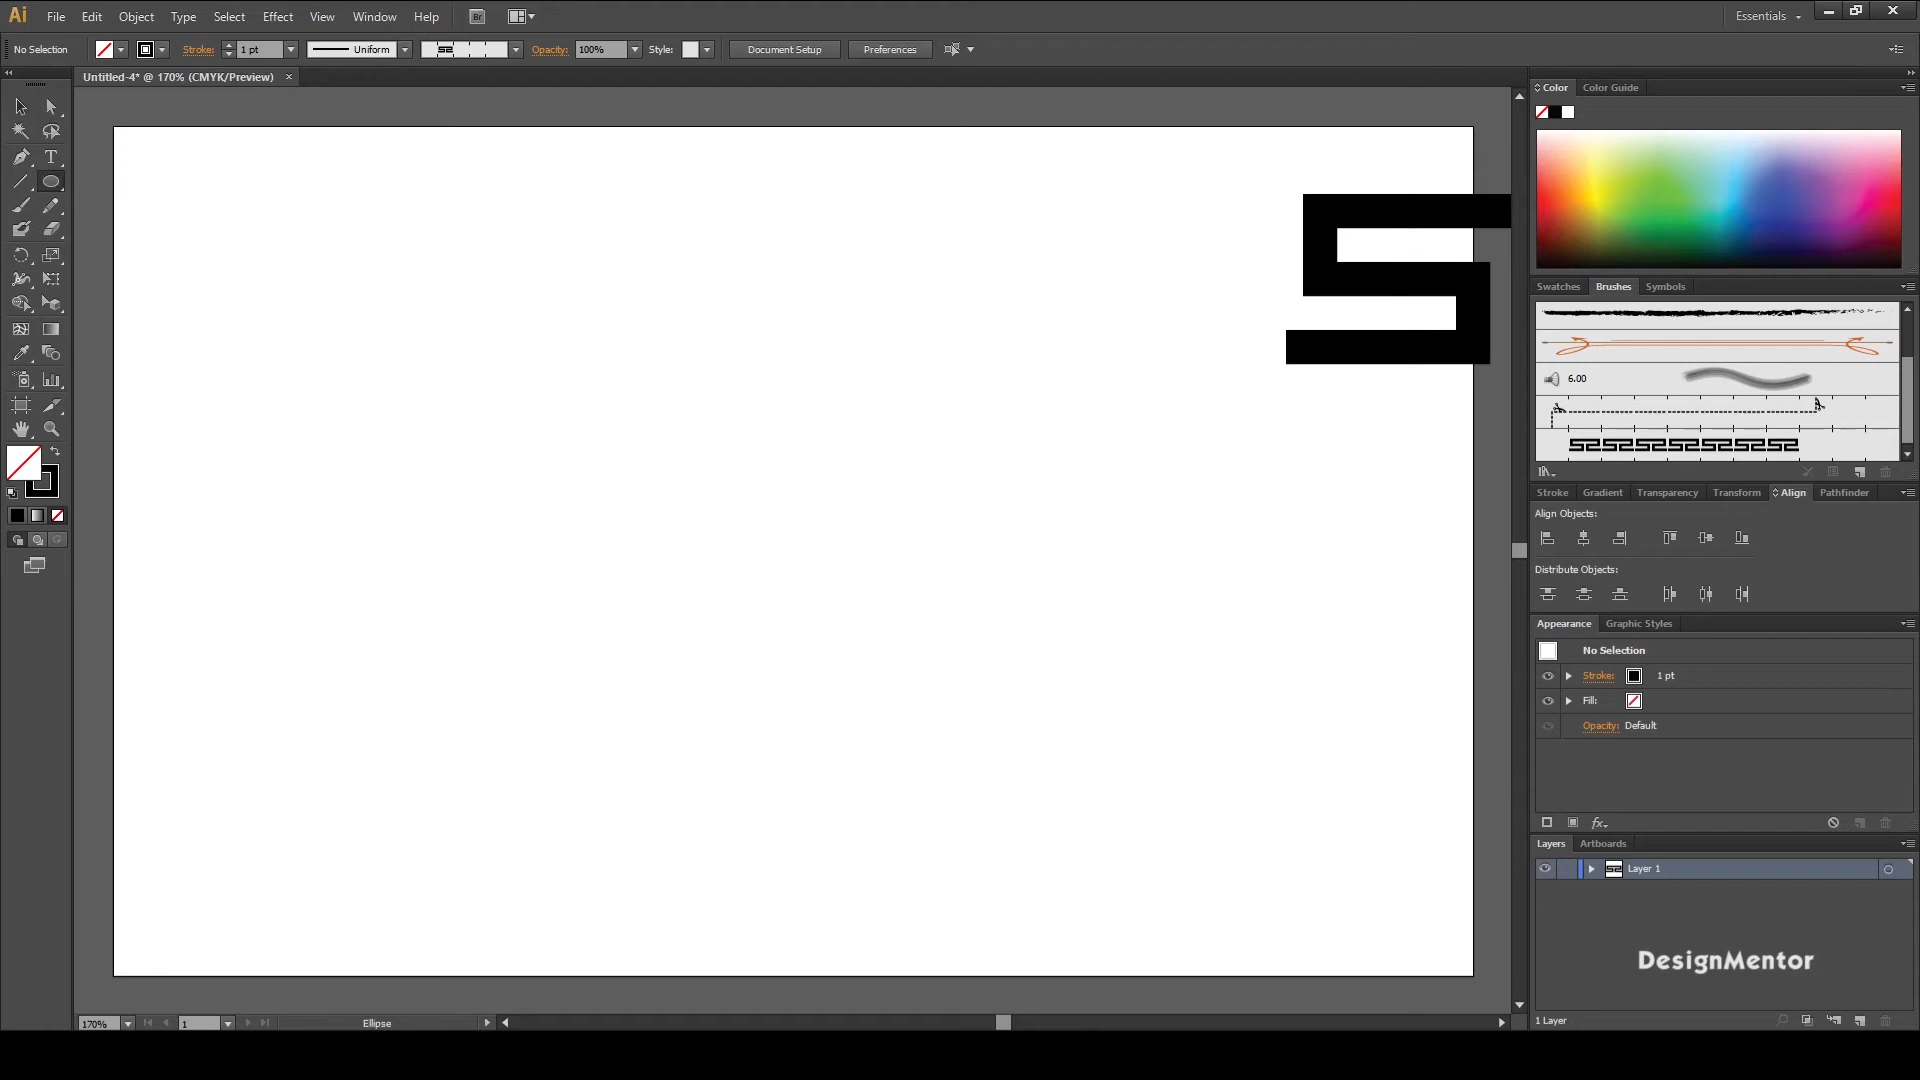 Ai File Edit Object Type Select Effect View Window Help Br Essentials
No Selection Stroke: 1 pt Uniform Opacity: 100% Style: Document Setup Preferences
Untitled-4* @ 170% (CMYK/Preview)
Color Color Guide
Swatches Brushes Symbols
6.00
Stroke Gradient Transparency Transform Align Pathfinder
Align Objects:
Distribute Objects:
Appearance Graphic Styles
No Selection
Stroke: 1 pt
Fill:
Opacity: Default
fx
Layers Artboards
Layer 1
DesignMentor
1 Layer
170% 1 Ellipse